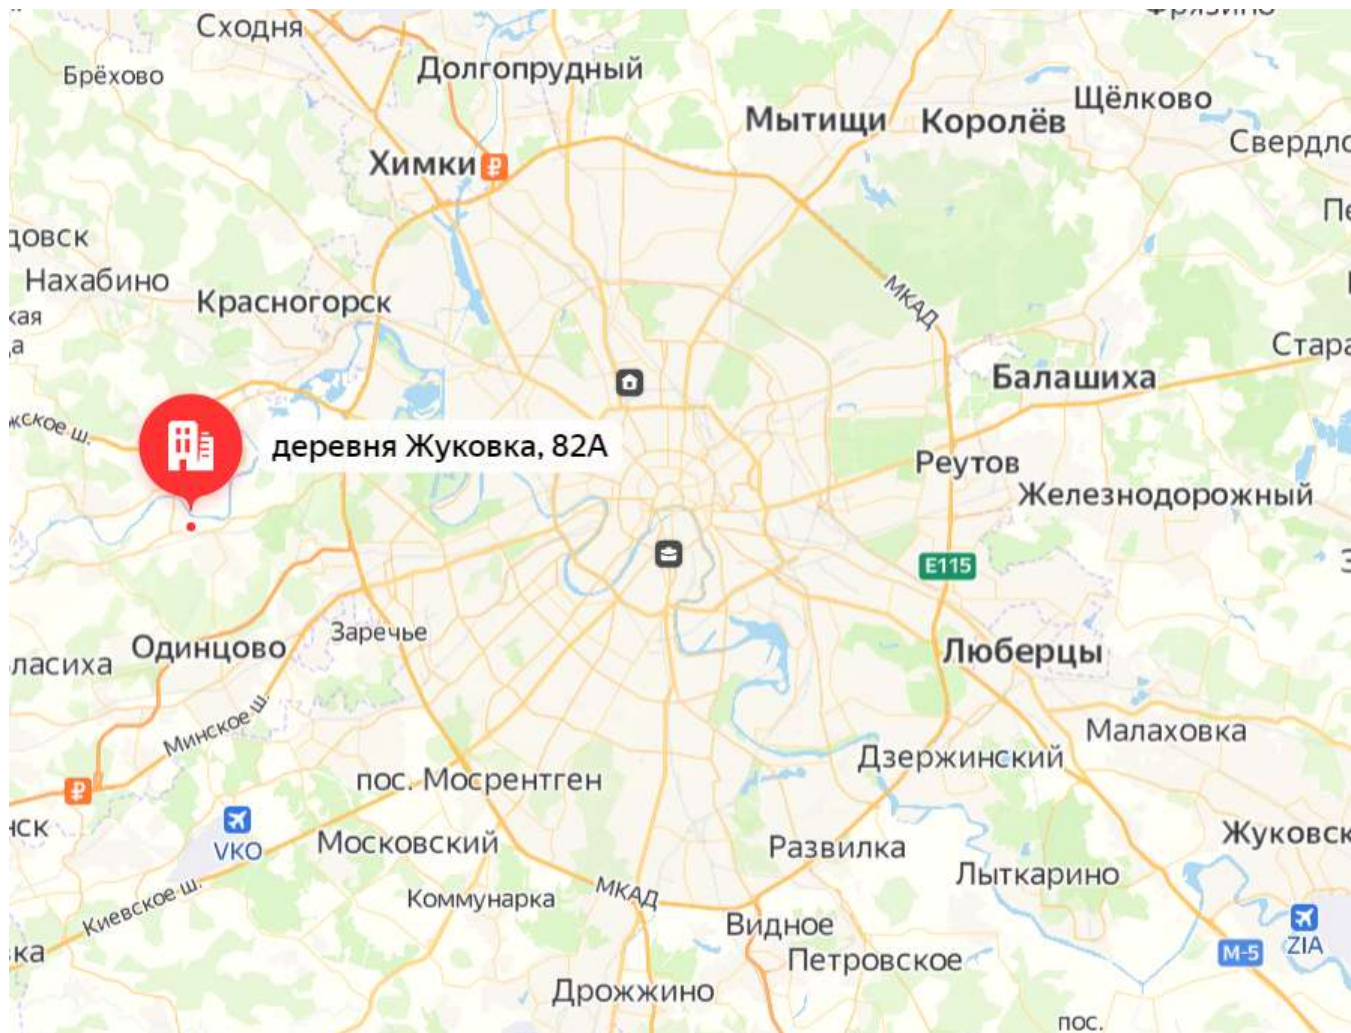 Сходня
Долгопрудный
Брёхово
Щёлково
Мытищи
Королёв
Химки
₽
МКАД
Нахабино
Красногорск
Балашиха
деревня Жуковка, 82А
Реутов
Железнодорожный
E115
Заречье
Одинцово
Люберцы
Минское ш.
Малаховка
Дзержинский
пос. Мосрентген
₽
VKO
Московский
Развилка
Лыткарино
Киевское ш.
Коммунарка
МКАД
Видное
Петровское
М-5
ZIA
Дрожжино
пос.